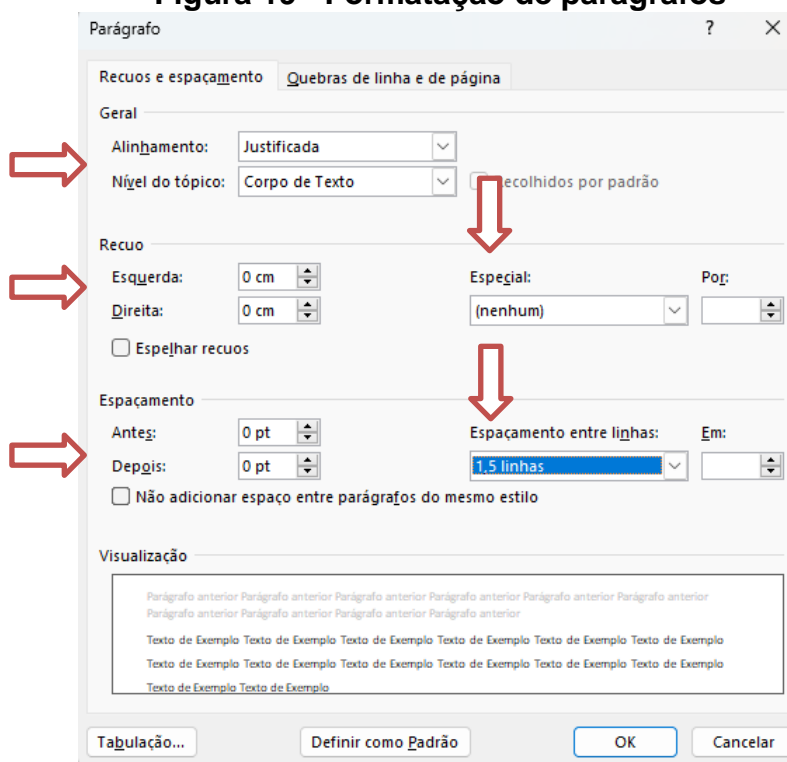 Figura 10 - Formatação de parágrafos
Parágrafo ? ×
Recuos e espaçamento Quebras de linha e de página
Geral
Alinhamento: Justificada
Nível do tópico: Corpo de Texto Recolhidos por padrão
Recuo
Esquerda: 0 cm Especial: Por:
Direita: 0 cm (nenhum)
Espelhar recuos
Espaçamento
Antes: 0 pt Espaçamento entre linhas: Em:
Depois: 0 pt 1,5 linhas
Não adicionar espaço entre parágrafos do mesmo estilo
Visualização
Parágrafo anterior Parágrafo anterior Parágrafo anterior Parágrafo anterior Parágrafo anterior Parágrafo anterior
Parágrafo anterior Parágrafo anterior Parágrafo anterior Parágrafo anterior
Texto de Exemplo Texto de Exemplo Texto de Exemplo Texto de Exemplo Texto de Exemplo Texto de Exemplo
Texto de Exemplo Texto de Exemplo Texto de Exemplo Texto de Exemplo Texto de Exemplo Texto de Exemplo
Texto de Exemplo Texto de Exemplo
Tabulação... Definir como Padrão OK Cancelar